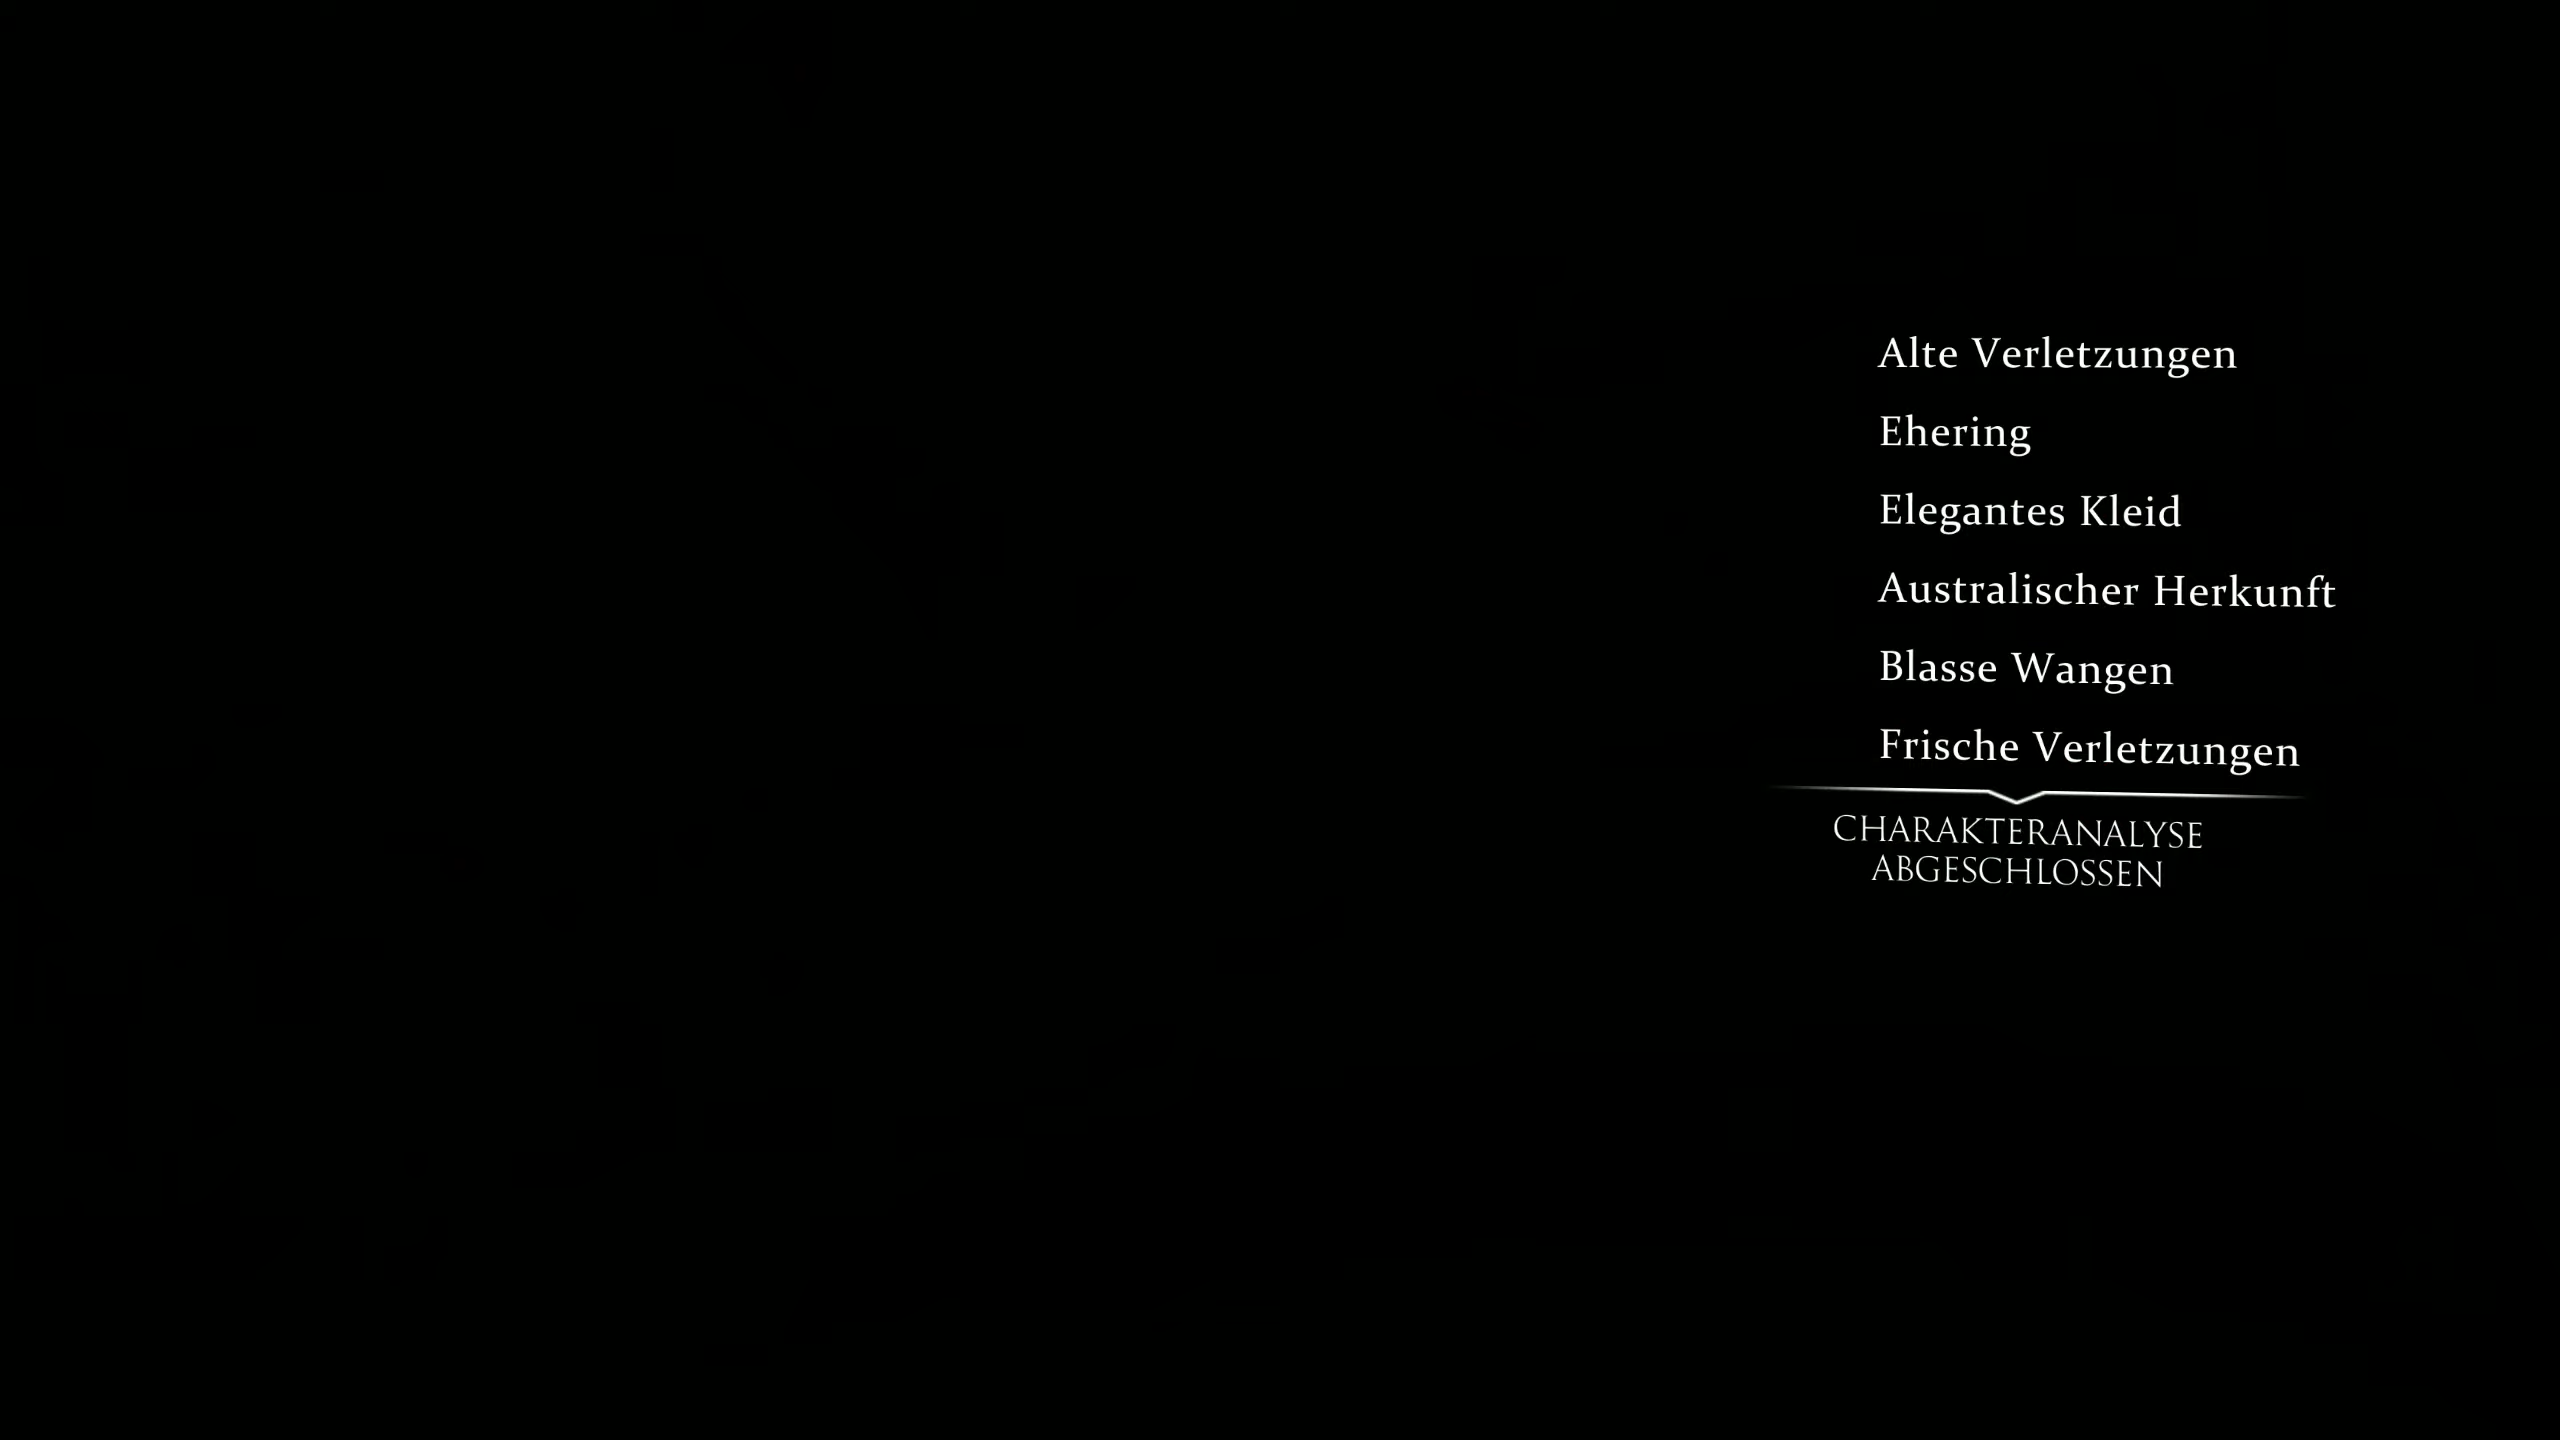 Alte Verletzungen
Ehering
Elegantes Kleid
Australischer Herkunft
Blasse Wangen
Frische Verletzungen
CHARAKTERANALYSE
ABGESCHLOSSEN